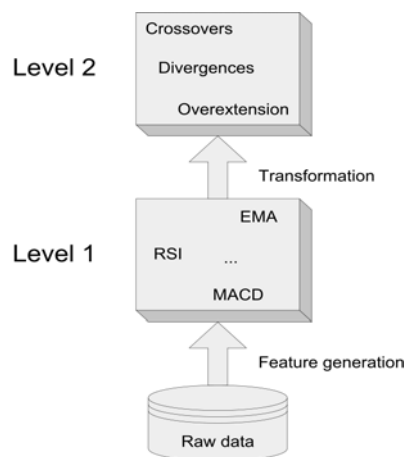 Crossovers
Level 2
Divergences
Overextension
Transformation
EMA
Level 1
RSI
...
MACD
Feature generation
Raw data